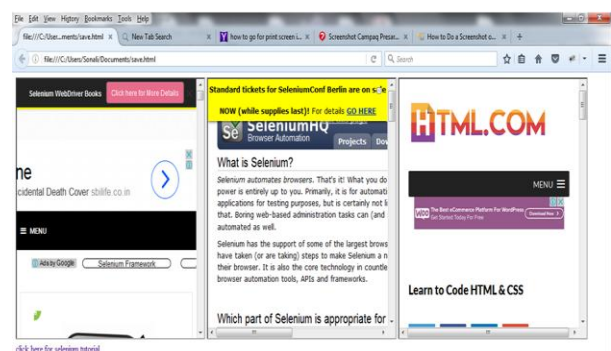 File Edit View History Bookmarks Tools Help
file:///C:/User...ments/save.html × New Tab Search × how to go for print screen i... × Screenshot Campaq Presar... × How to Do a Screenshot o... × +
file:///C:/Users/Sonali/Documents/save.html
Search
Selenium WebDriver Books Click here for More Details
ne
cidental Death Cover sbilife.co.in
MENU
Ads by Google Selenium Framework
Standard tickets for SeleniumConf Berlin are on
NOW (while supplies last)! For details GO HERE
Se SeleniumHQ
Browser Automation
Projects Dov
What is Selenium?
Selenium automates browsers. That's it! What you do
power is entirely up to you. Primarily, it is for automati
applications for testing purposes, but is certainly not li
that. Boring web-based administration tasks can (and
automated as well.
Selenium has the support of some of the largest brows
have taken (or are taking) steps to make Selenium a n
their browser. It is also the core technology in countle
browser automation tools, APIs and frameworks.
Which part of Selenium is appropriate for
HTML.COM
MENU
The Best eCommerce Platform For WordPress
Get Started Today For Free
Download Now
Learn to Code HTML & CSS
click here for selenium tutorial